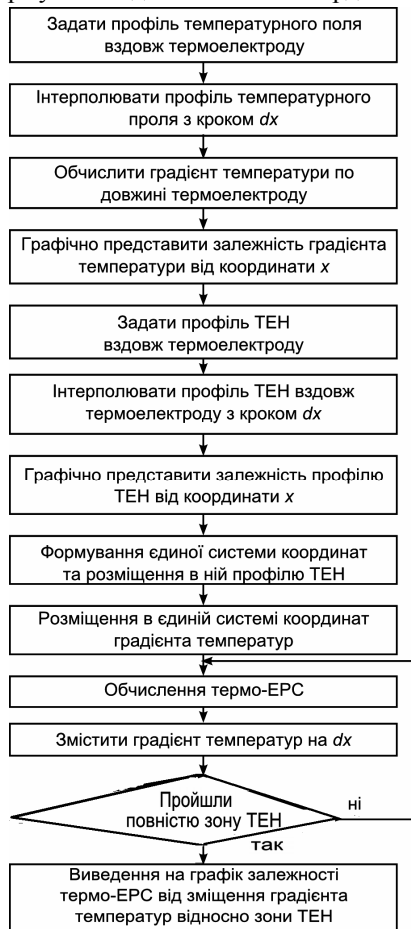 Задати профіль температурного поля
вздовж термоелектроду
Інтерполювати профіль температурного
проля з кроком dx
Обчислити градієнт температури по
довжині термоелектроду
Графічно представити залежність градієнта
температури від координати x
Задати профіль ТЕН
вздовж термоелектроду
Інтерполювати профіль ТЕН вздовж
термоелектроду з кроком dx
Графічно представити залежність профілю
ТЕН від координати x
Формування єдиної системи координат
та розміщення в ній профілю ТЕН
Розміщення в єдиній системі координат
градієнта температур
Обчислення термо-ЕРС
Змістити градієнт температур на dx
Пройшли
повністю зону ТЕН
ні
так
Виведення на графік залежності
термо-ЕРС від зміщення градієнта
температур відносно зони ТЕН